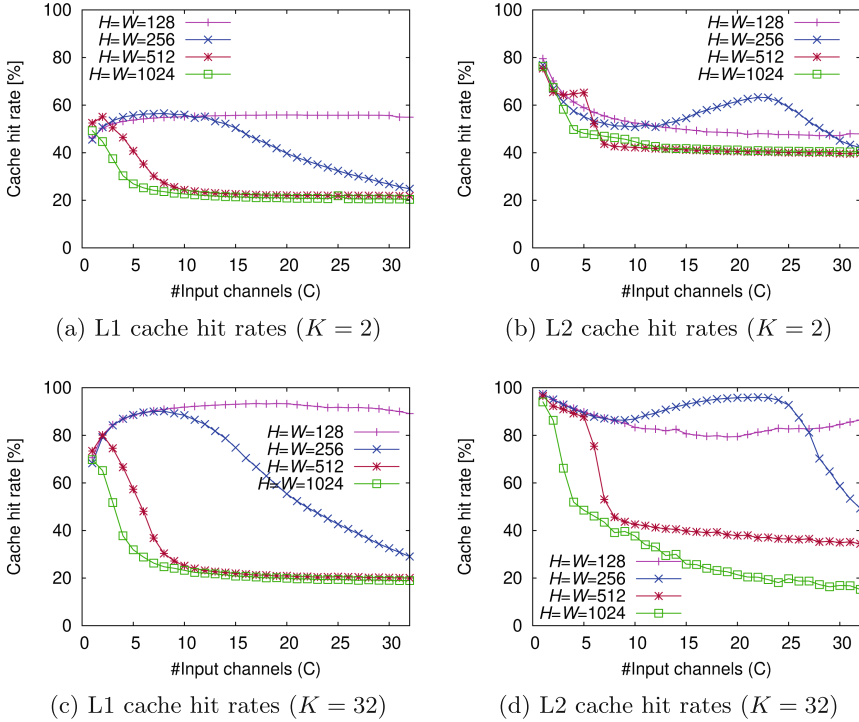 Cache hit rate [%]
100
80
60
40
20
0
H=W=128
H=W=256
H=W=512
H=W=1024
0 5 10 15 20 25 30
#Input channels (C)
(a) L1 cache hit rates (K = 2)
Cache hit rate [%]
100
80
60
40
20
0
H=W=128
H=W=256
H=W=512
H=W=1024
0 5 10 15 20 25 30
#Input channels (C)
(b) L2 cache hit rates (K = 2)
Cache hit rate [%]
100
80
60
40
20
0
H=W=128
H=W=256
H=W=512
H=W=1024
0 5 10 15 20 25 30
#Input channels (C)
(c) L1 cache hit rates (K = 32)
Cache hit rate [%]
100
80
60
40
20
0
H=W=128
H=W=256
H=W=512
H=W=1024
0 5 10 15 20 25 30
#Input channels (C)
(d) L2 cache hit rates (K = 32)